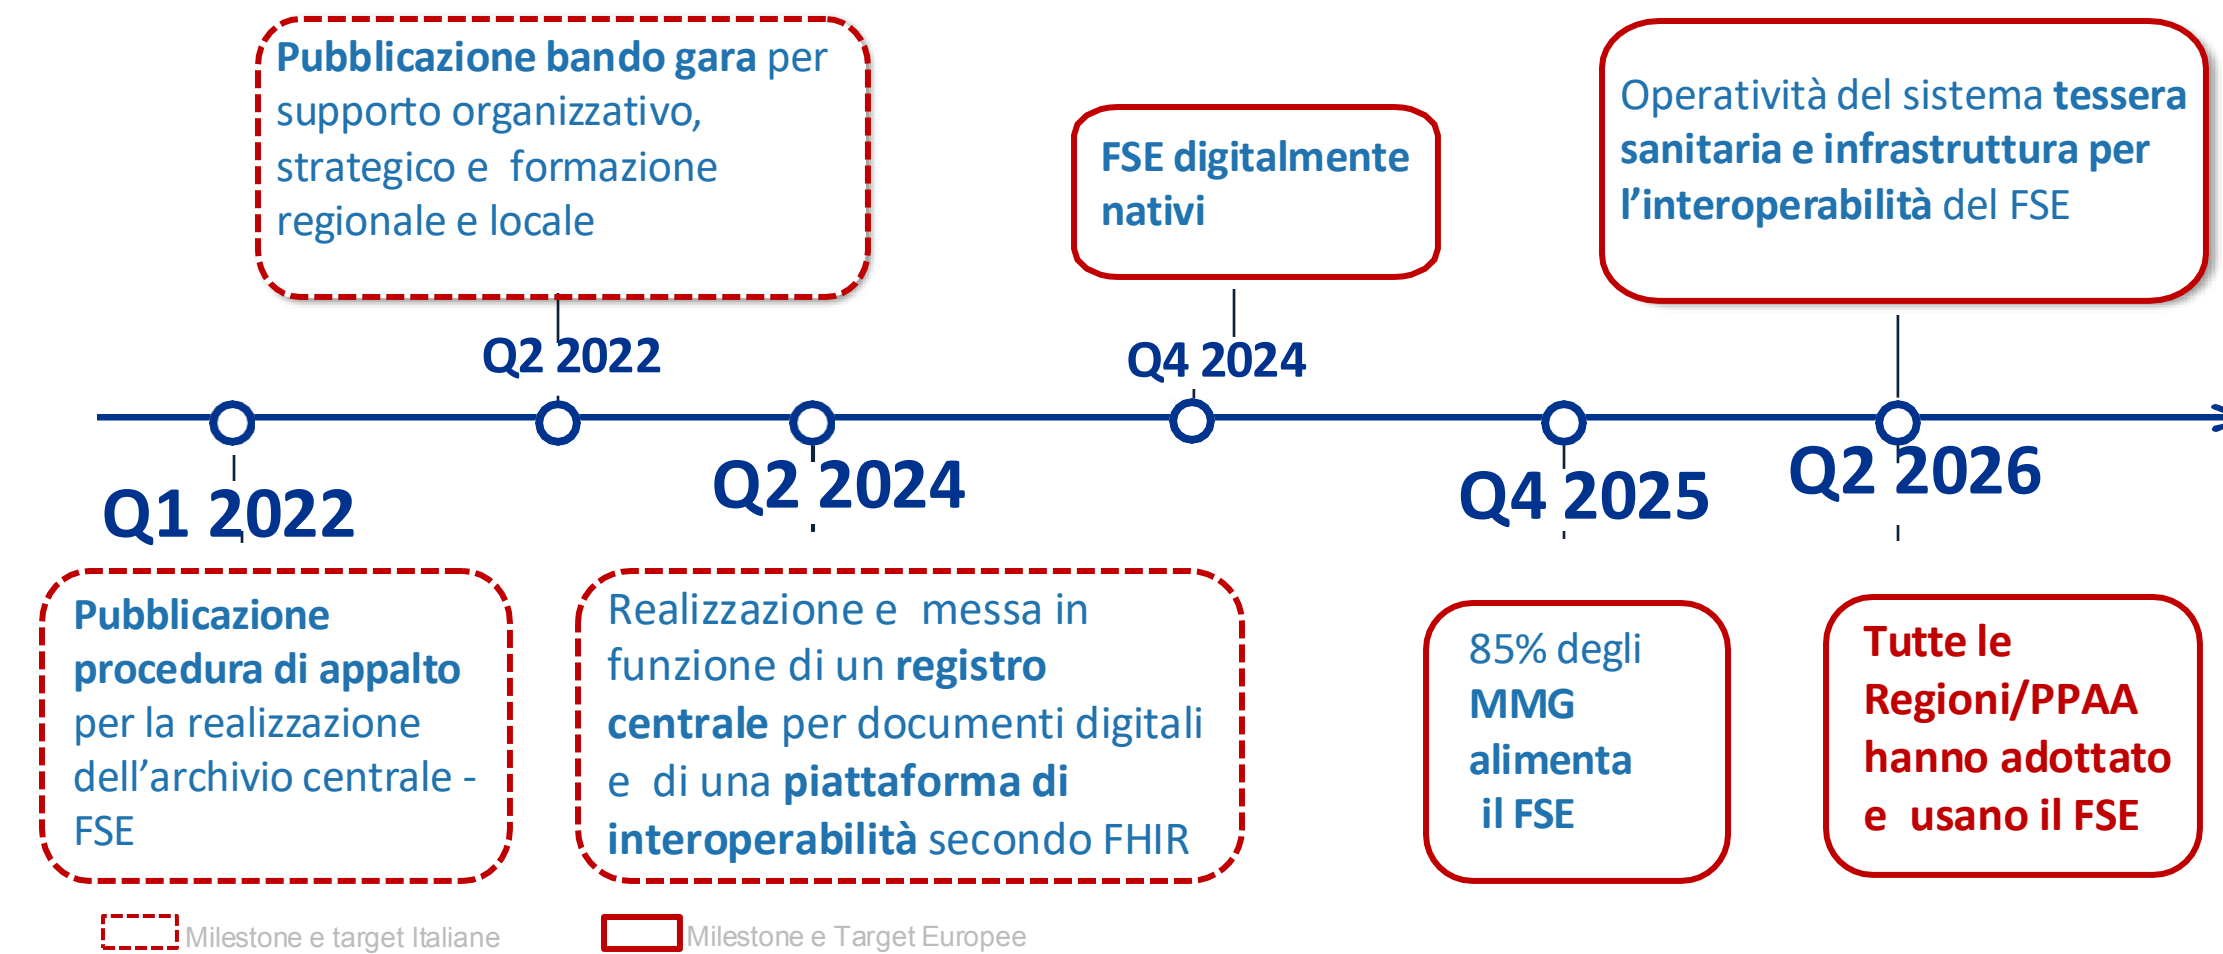 Pubblicazione bando gara per
supporto organizzativo,
strategico e formazione
regionale e locale
FSE digitalmente
nativi
Operatività del sistema tessera
sanitaria e infrastruttura per
l’interoperabilità del FSE
Q2 2022
Q4 2024
Q1 2022
Q2 2024
Q4 2025
Q2 2026
Pubblicazione
procedura di appalto
per la realizzazione
dell’archivio centrale -
FSE
Realizzazione e messa in
funzione di un registro
centrale per documenti digitali
e di una piattaforma di
interoperabilità secondo FHIR
85% degli
MMG
alimenta
il FSE
Tutte le
Regioni/PPAA
hanno adottato
e usano il FSE
Milestone e target Italiane
Milestone e Target Europee